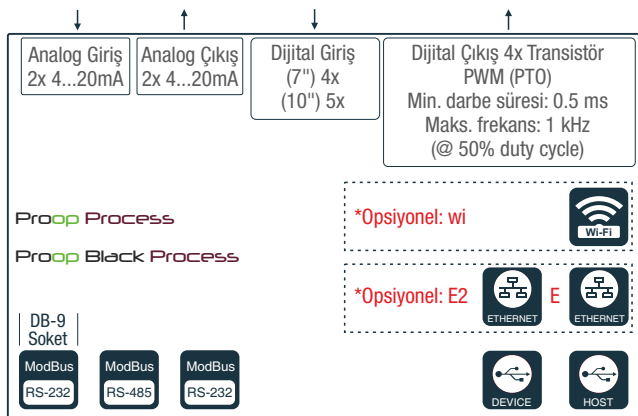 Analog Giriş
2x 4...20mA
Analog Çıkış
2x 4...20mA
Dijital Giriş
(7") 4x
(10") 5x
Dijital Çıkış 4x Transistör
PWM (PTO)
Min. darbe süresi: 0.5 ms
Maks. frekans: 1 kHz
(@ 50% duty cycle)
Proop Process
Proop Black Process
*Opsiyonel: wi
Wi-Fi
*Opsiyonel: E2
ETHERNET
E
ETHERNET
DB-9
Soket
ModBus
RS-232
ModBus
RS-485
ModBus
RS-232
DEVICE
HOST